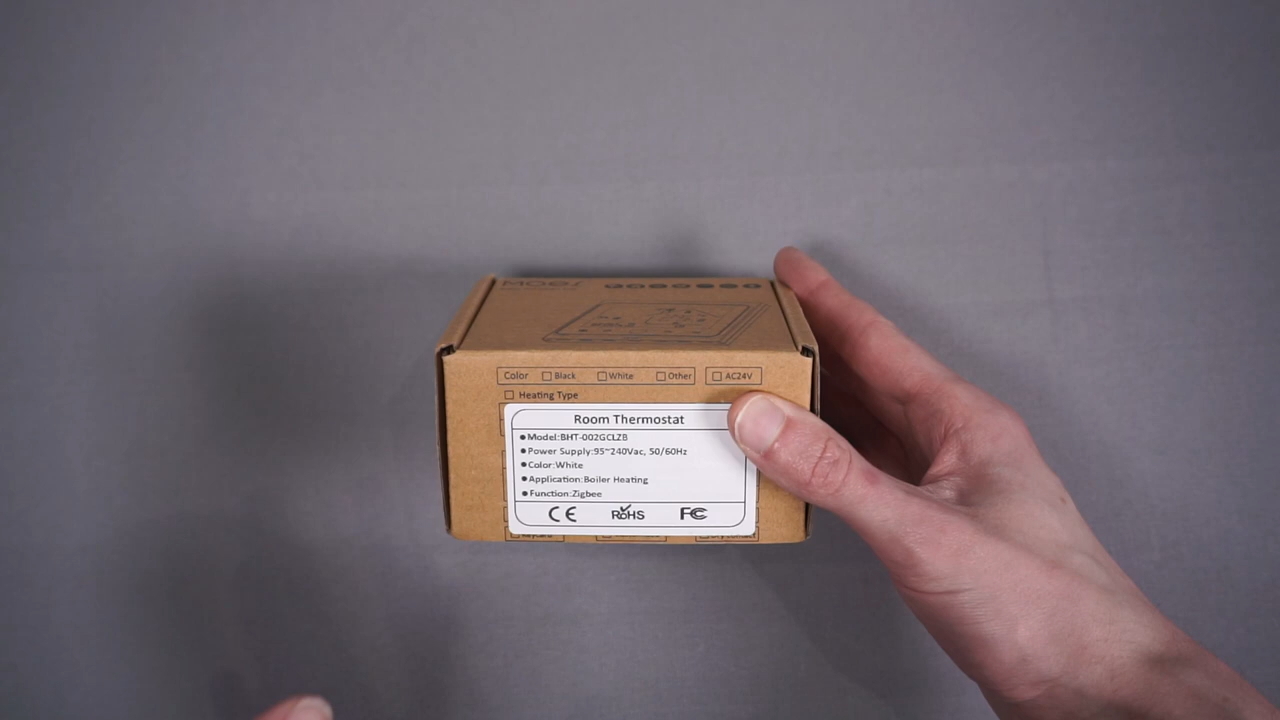 MOES
Color Black White Other AC24V
Heating Type
Room Thermostat
●Model:BHT-002GCLZB
●Power Supply:95~240Vac, 50/60Hz
●Color:White
●Application:Boiler Heating
●Function:Zigbee
CE RoHS FC